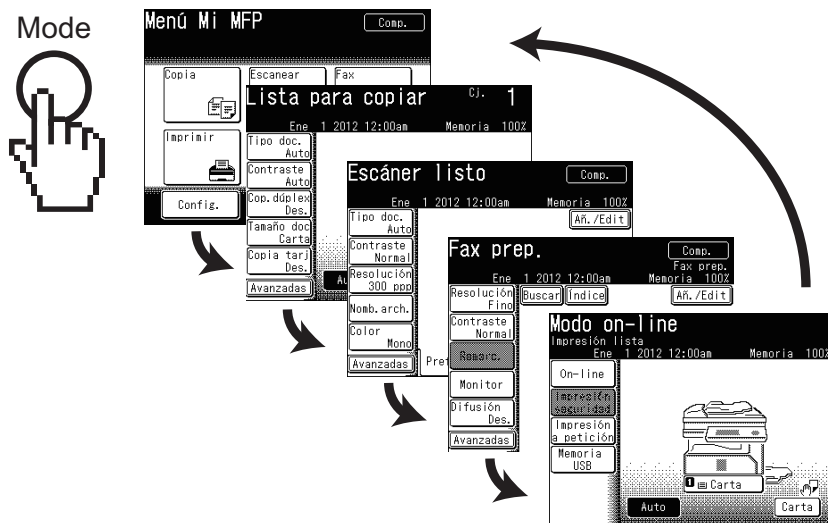 Mode
Menú Mi MFP
Comp.
Copia
Escanear
Fax
Imprimir
Config.
Lista para copiar
Cj. 1
Ene 1 2012 12:00am Memoria 100%
Tipo doc.
Auto
Contraste
Auto
Cop.dúplex
Des.
Tamaño doc
Carta
Copia tarj
Des.
Avanzadas
Escáner listo
Comp.
Ene 1 2012 12:00am Memoria 100%
Tipo doc.
Auto
Añ./Edit
Contraste
Normal
Resolución
300 ppp
Nomb.arch.
Color
Mono
Avanzadas
Fax prep.
Comp.
Fax prep.
Ene 1 2012 12:00am Memoria 100%
Resolución
Fino
Buscar
Índice
Añ./Edit
Contraste
Normal
Remarc.
Monitor
Difusión
Des.
Avanzadas
Modo on-line
Impresión lista
Ene 1 2012 12:00am Memoria 100%
On-line
Impresión
seguridad
Impresión
a petición
Memoria
USB
1 Carta
Auto
Carta